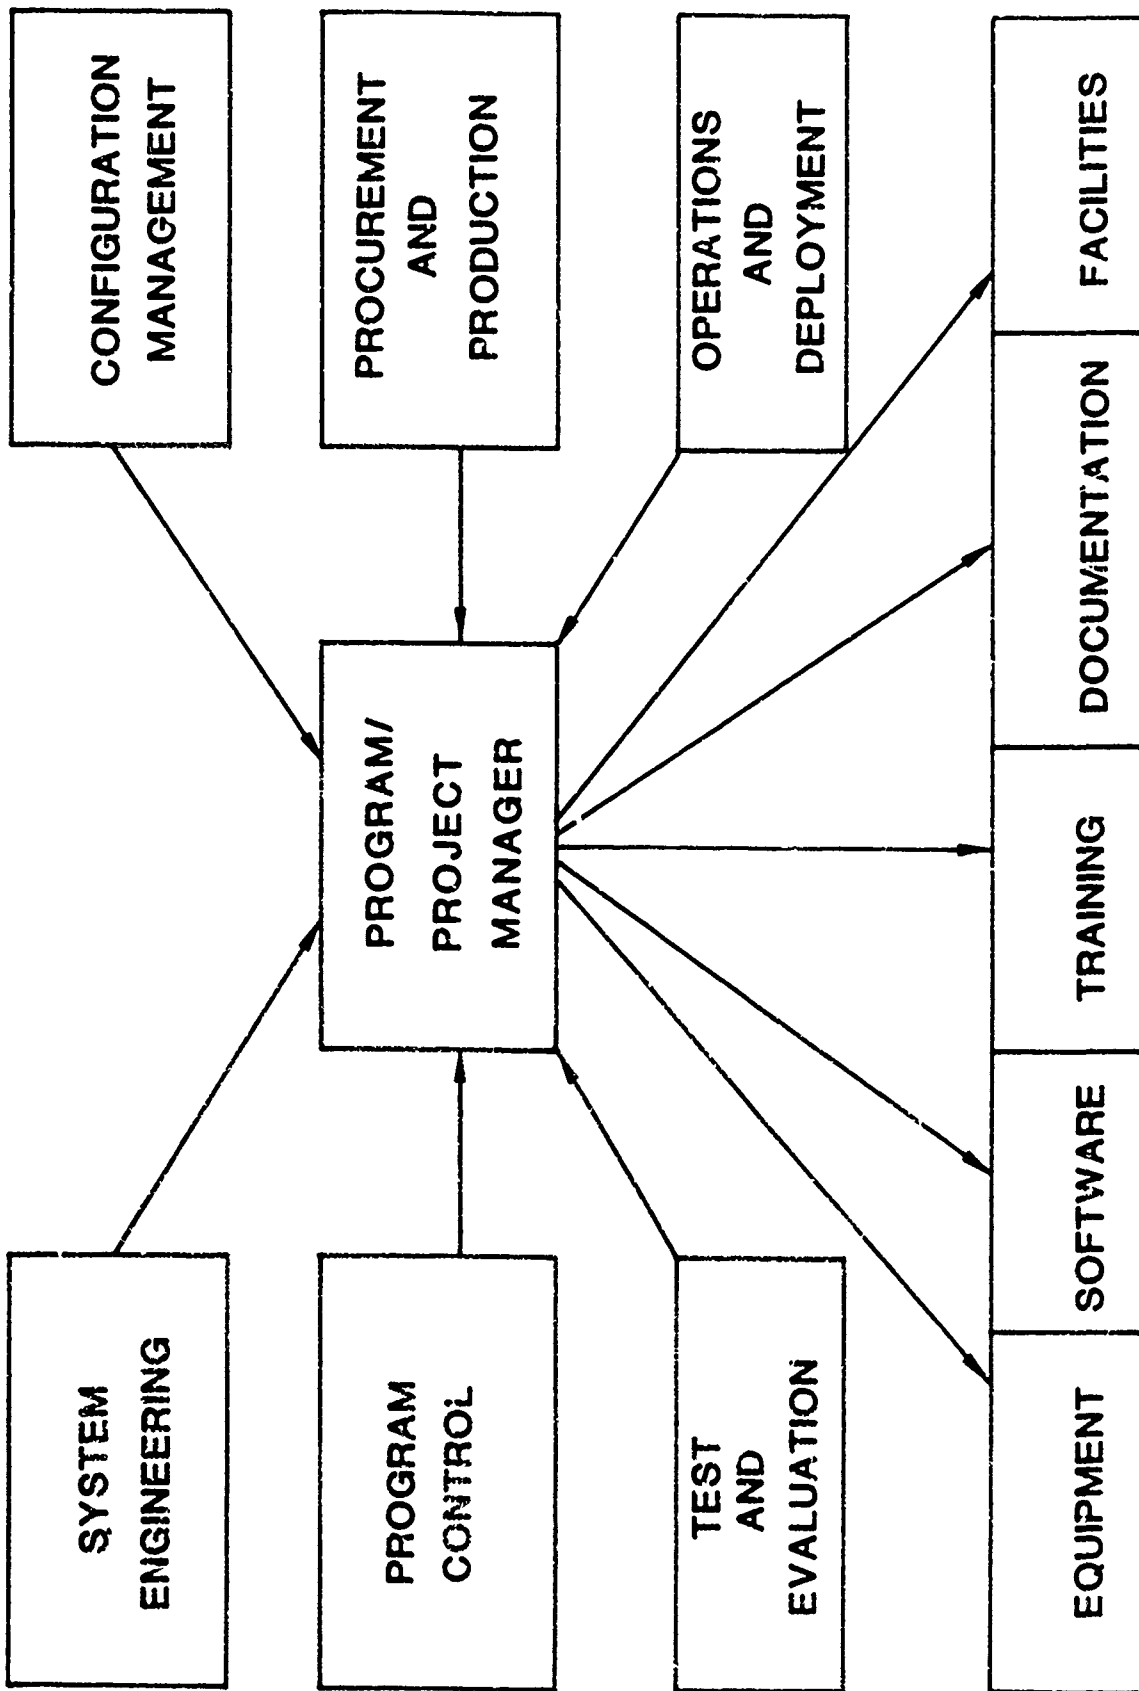 SYSTEM
ENGINEERING
CONFIGURATION
MANAGEMENT
PROGRAM
CONTROL
PROGRAM/
PROJECT
MANAGER
PROCUREMENT
AND
PRODUCTION
TEST
AND
EVALUATION
OPERATIONS
AND
DEPLOYMENT
EQUIPMENT
SOFTWARE
TRAINING
DOCUMENTATION
FACILITIES